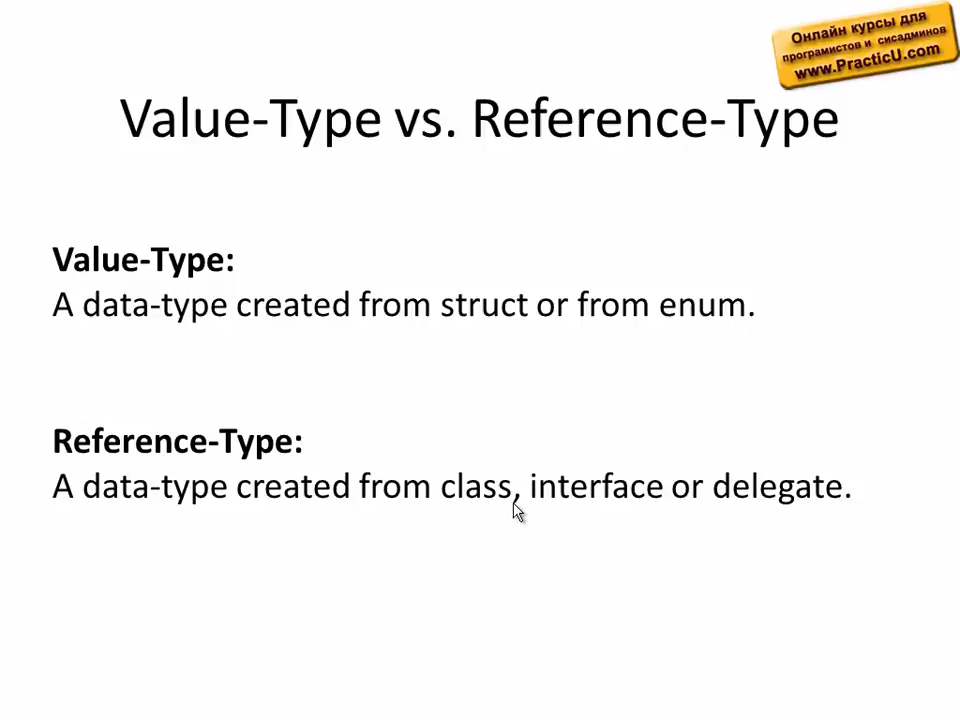 Онлайн курсы для
програмистов и сисадминов
www.PracticU.com
Value-Type vs. Reference-Type
Value-Type:
A data-type created from struct or from enum.
Reference-Type:
A data-type created from class, interface or delegate.